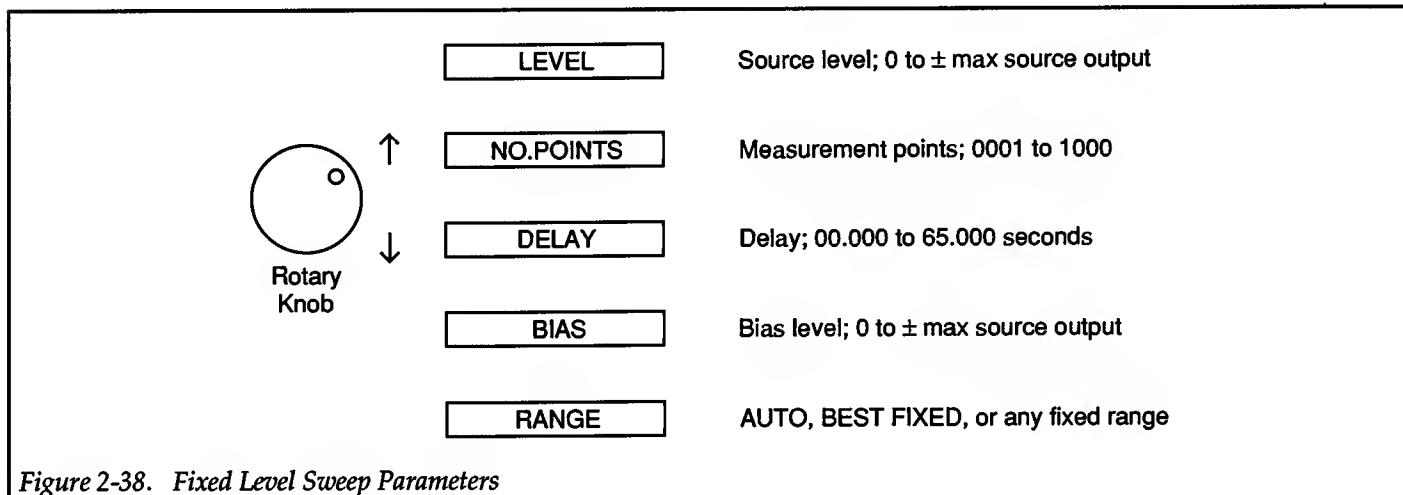 LEVEL Source level; 0 to ± max source output
↑ NO.POINTS Measurement points; 0001 to 1000
↓ DELAY Delay; 00.000 to 65.000 seconds
Rotary
Knob
BIAS Bias level; 0 to ± max source output
RANGE AUTO, BEST FIXED, or any fixed range
Figure 2-38. Fixed Level Sweep Parameters